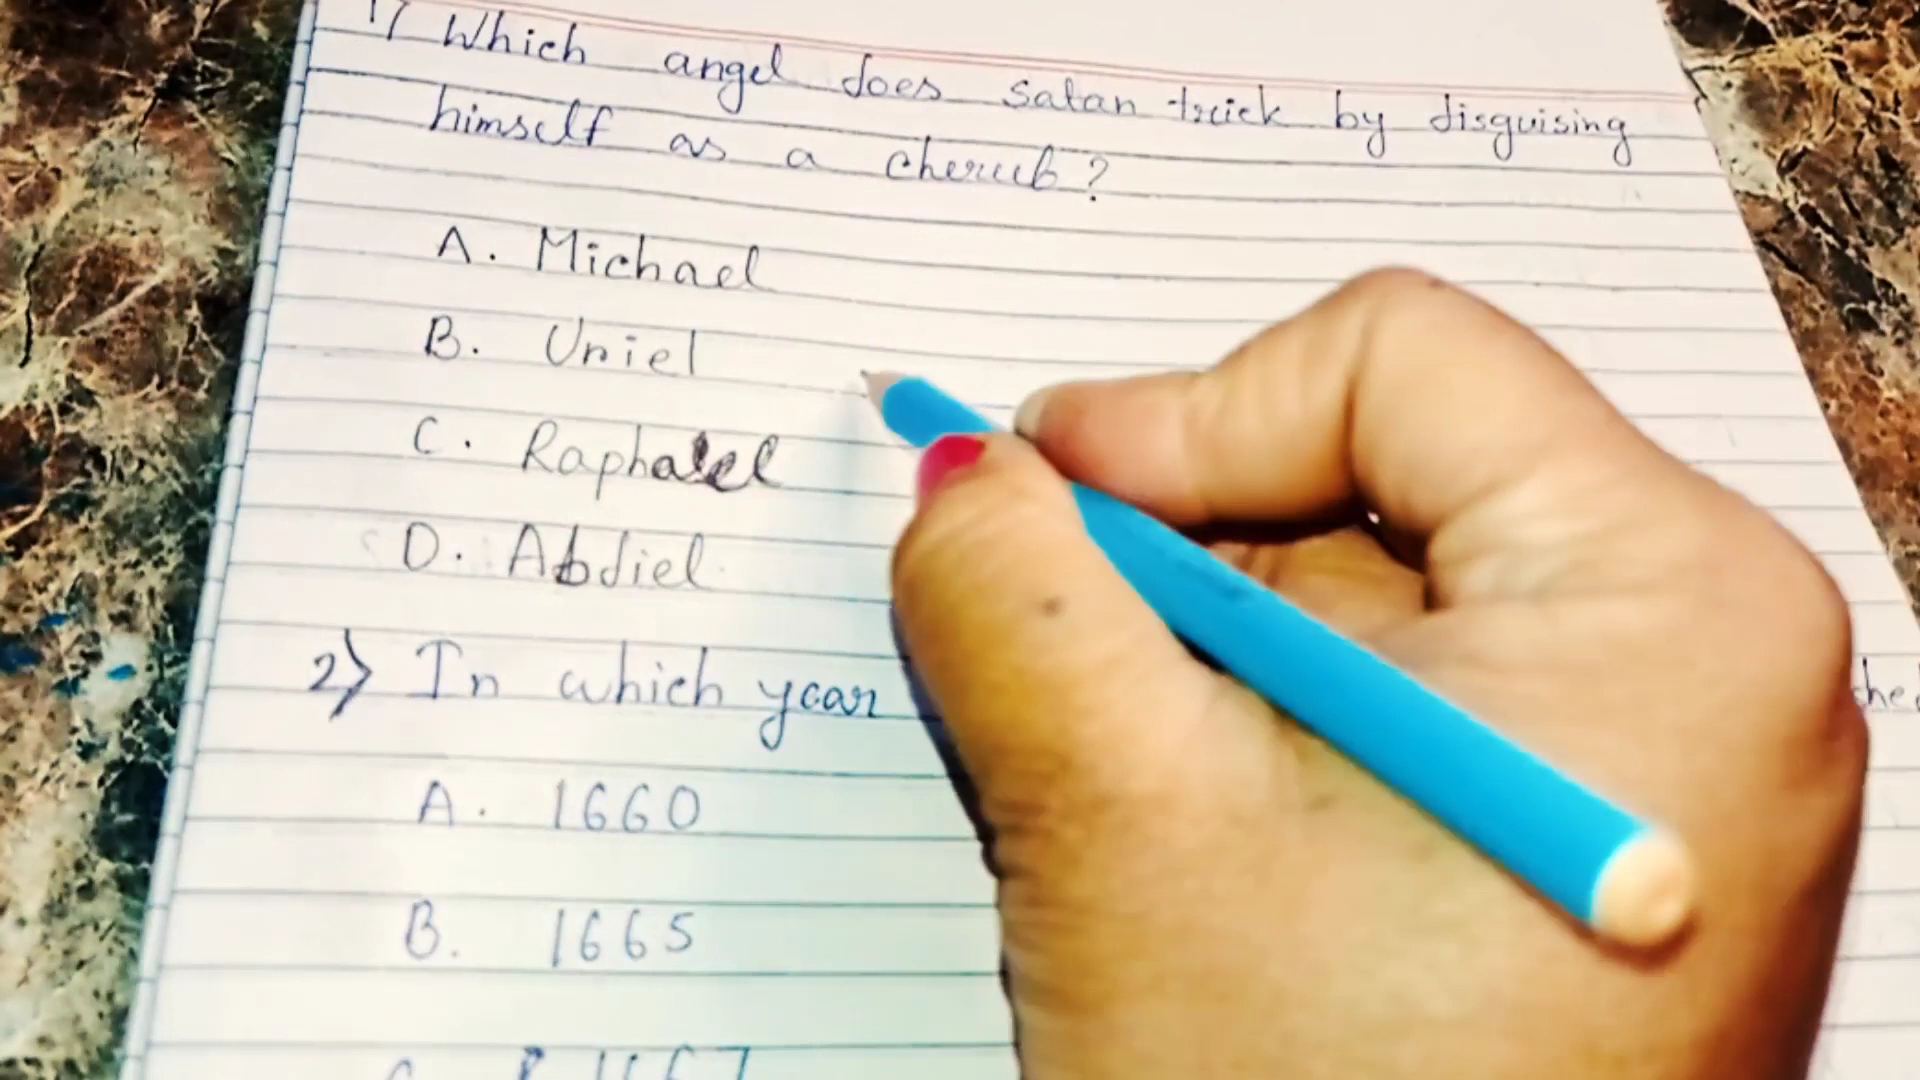 1) Which angel does Satan trick by disguising
himself as a cherub?
A. Michael
B. Uriel
C. Raphael
D. Abdiel
2) In which year
A. 1660
B. 1665
1667